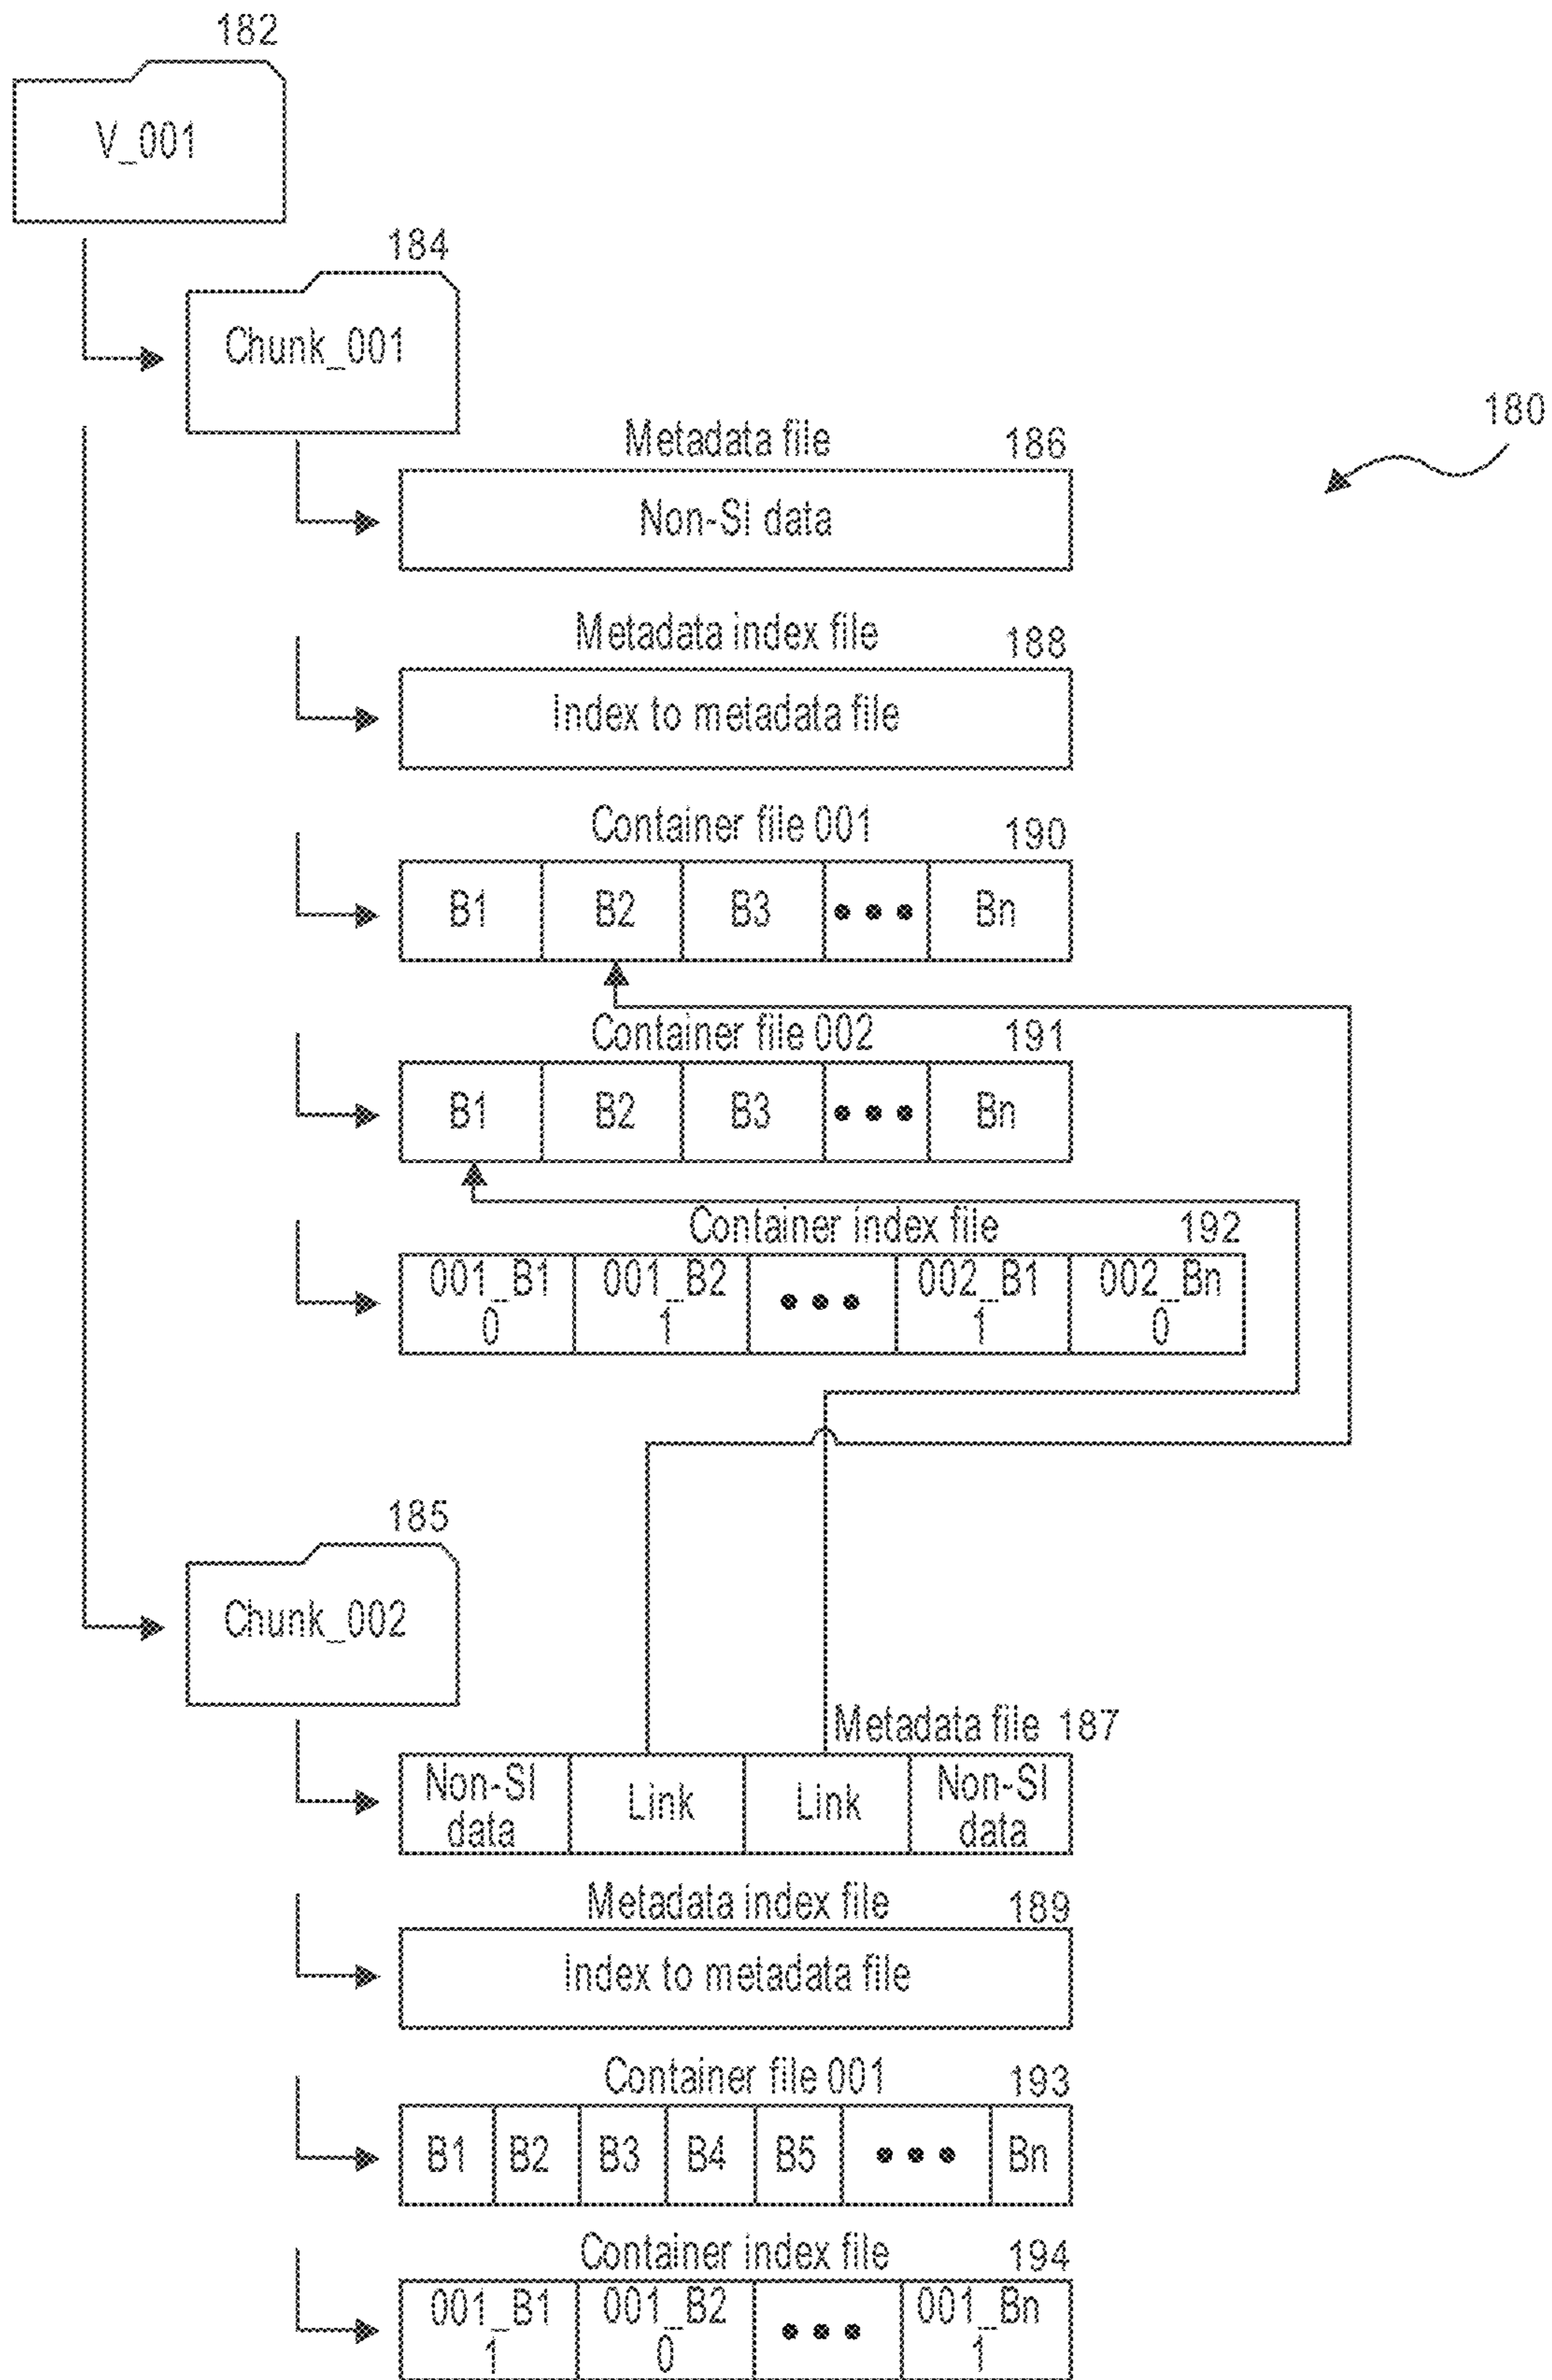 182
V_001
184
Chunk_001
180
Metadata file 186
Non-SI data
Metadata index file 188
Index to metadata file
Container file 001 190
B1 B2 B3 ••• Bn
Container file 002 191
B1 B2 B3 ••• Bn
Container index file 192
001_B1 001_B2 ••• 002_B1 002_Bn
0 1 1 0
185
Chunk_002
Metadata file 187
Non-SI Link Link Non-SI
data data
Metadata index file 189
Index to metadata file
Container file 001 193
B1 B2 B3 B4 B5 ••• Bn
Container index file 194
001_B1 001_B2 ••• 001_Bn
1 0 1